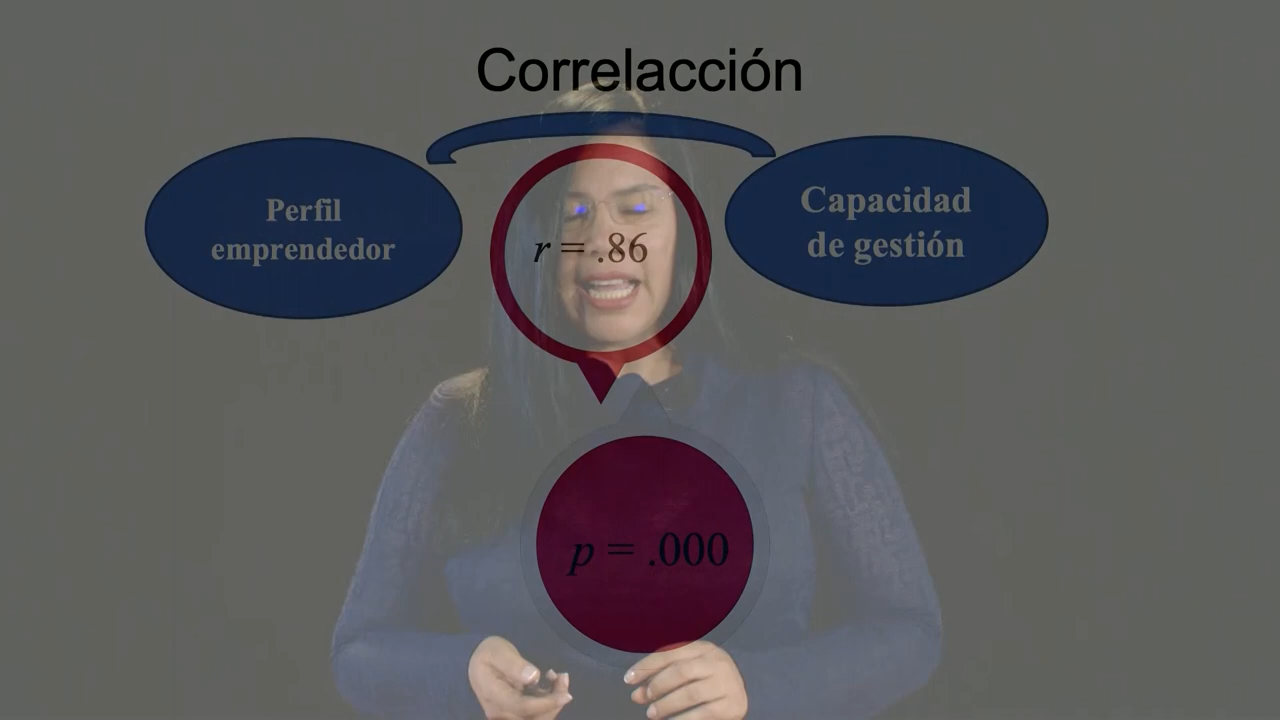 Correlacción
Perfil
emprendedor
r = .86
Capacidad
de gestión
p = .000